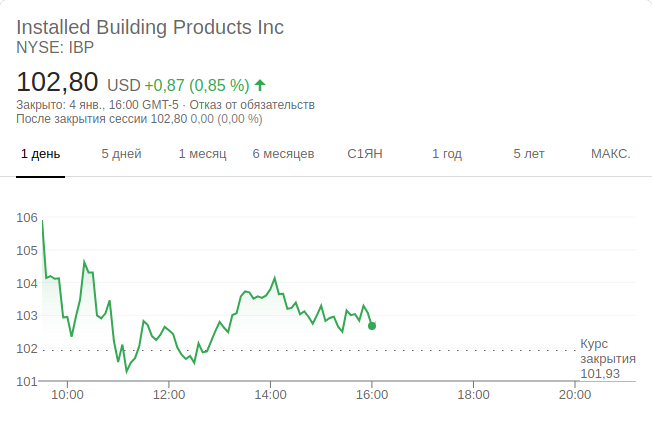 Installed Building Products Inc
NYSE: IBP
102,80 USD +0,87 (0,85 %)
Закрыто: 4 янв., 16:00 GMT-5 · Отказ от обязательств
После закрытия сессии 102,80 0,00 (0,00 %)
1 день 5 дней 1 месяц 6 месяцев С1ЯН 1 год 5 лет МАКС.
106
105
104
103
102
101
Курс
закрытия
101,93
10:00 12:00 14:00 16:00 18:00 20:00